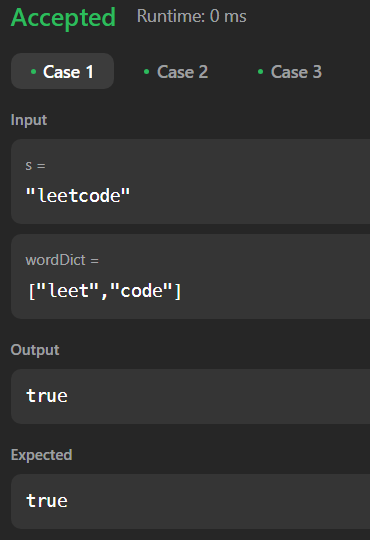 Accepted Runtime: 0 ms
Case 1 Case 2 Case 3
Input
s =
"leetcode"
wordDict =
["leet","code"]
Output
true
Expected
true